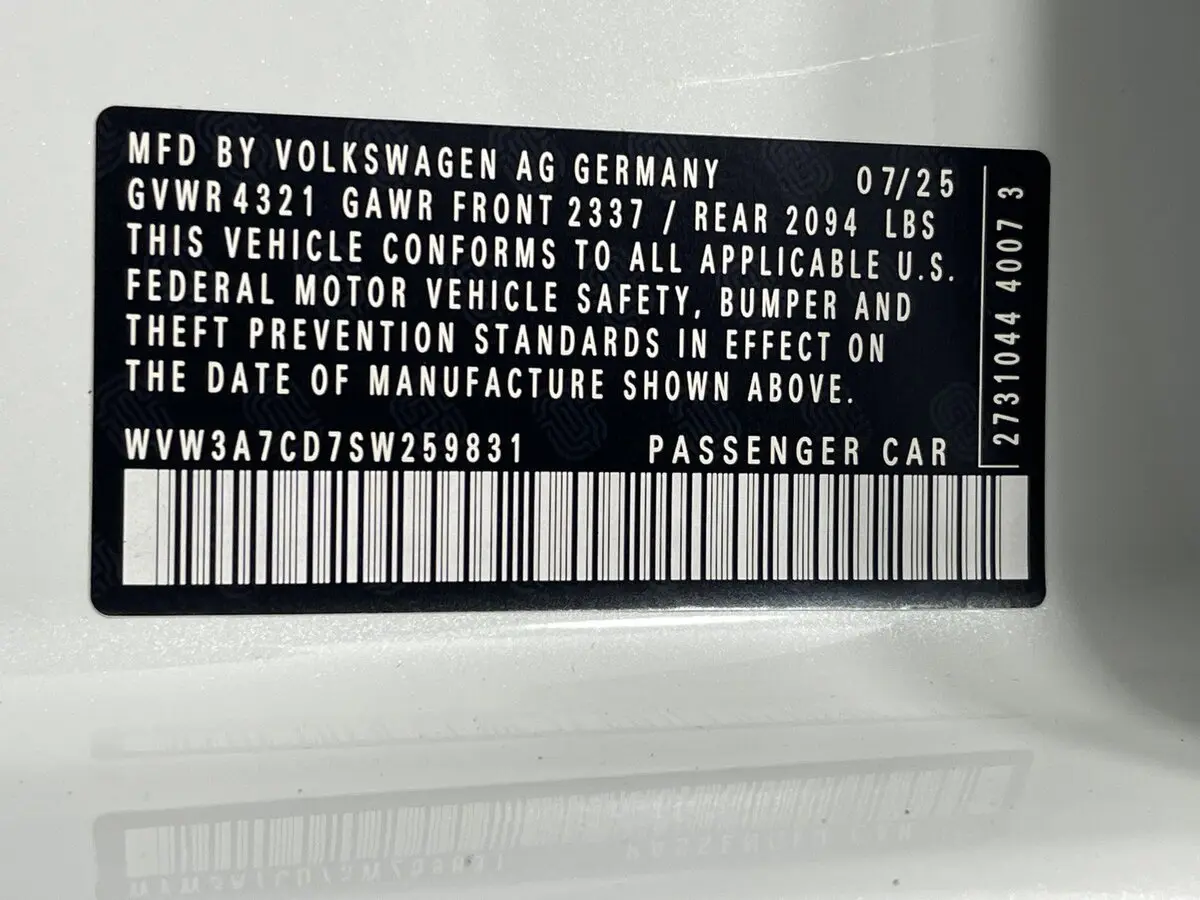 MFD BY VOLKSWAGEN AG GERMANY 07/25
GVWR 4321 GAWR FRONT 2337 / REAR 2094 LBS
THIS VEHICLE CONFORMS TO ALL APPLICABLE U.S.
FEDERAL MOTOR VEHICLE SAFETY, BUMPER AND
THEFT PREVENTION STANDARDS IN EFFECT ON
THE DATE OF MANUFACTURE SHOWN ABOVE.
WVW3A7CD7SW259831 PASSENGER CAR
2731044 4007 3